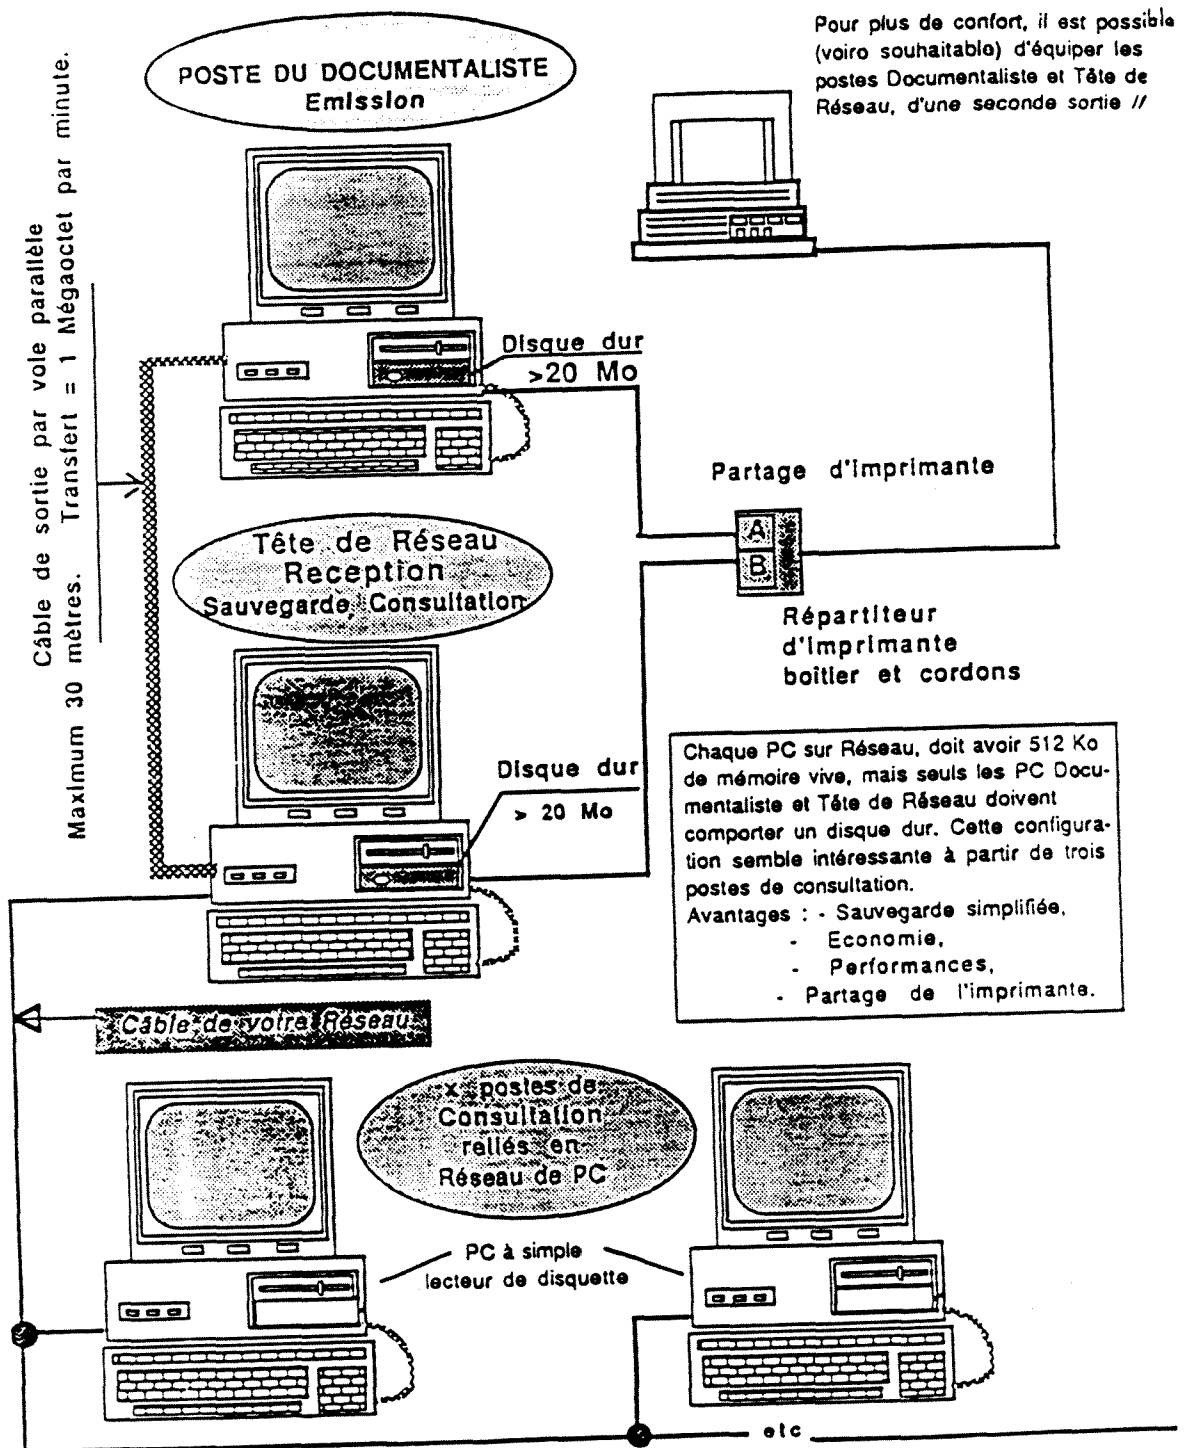 Pour plus de confort, il est possible
(voiro souhaitable) d'équiper les
postes Documentaliste et Tête de
Réseau, d'une seconde sortie //
POSTE DU DOCUMENTALISTE
Emission
Câble de sortie par voie parallèle
Maximum 30 mètres. Transfert = 1 Mégaoctet par minute.
Disque dur
>20 Mo
Partage d'imprimante
A
B
Répartiteur
d'imprimante
boîtier et cordons
Tête de Réseau
Reception
Sauvegarde, Consultation
Disque dur
> 20 Mo
Chaque PC sur Réseau, doit avoir 512 Ko
de mémoire vive, mais seuls les PC Docu-
mentaliste et Tête de Réseau doivent
comporter un disque dur. Cette configura-
tion semble intéressante à partir de trois
postes de consultation.
Avantages : - Sauvegarde simplifiée,
- Economie,
- Performances,
- Partage de l'imprimante.
Câble de votre Réseau
x postes de
Consultation
reliés en
Réseau de PC
PC à simple
lecteur de disquette
etc